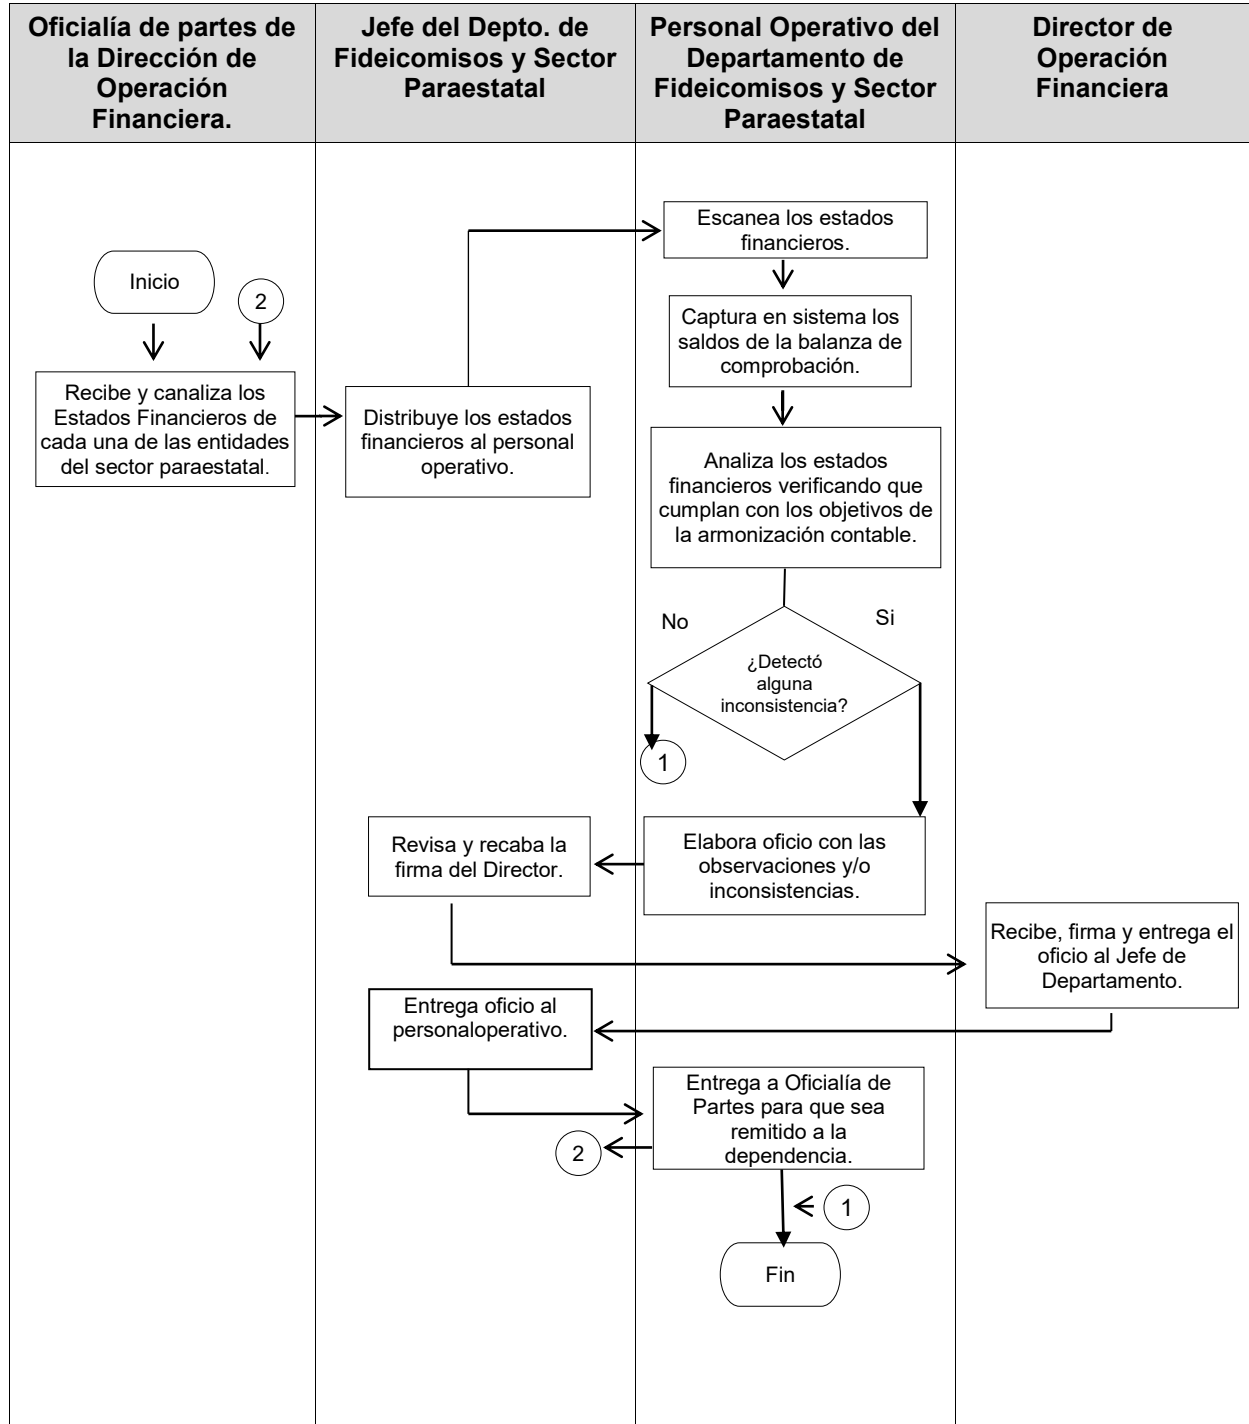 Oficialía de partes de
la Dirección de
Operación
Financiera.
Jefe del Depto. de
Fideicomisos y Sector
Paraestatal
Personal Operativo del
Departamento de
Fideicomisos y Sector
Paraestatal
Director de
Operación
Financiera
Escanea los estados
financieros.
Inicio
2
Captura en sistema los
saldos de la balanza de
comprobación.
Recibe y canaliza los
Estados Financieros de
cada una de las entidades
del sector paraestatal.
Distribuye los estados
financieros al personal
operativo.
Analiza los estados
financieros verificando que
cumplan con los objetivos de
la armonización contable.
No
Si
¿Detectó
alguna
inconsistencia?
1
Revisa y recaba la
firma del Director.
Elabora oficio con las
observaciones y/o
inconsistencias.
Recibe, firma y entrega el
oficio al Jefe de
Departamento.
Entrega oficio al
personaloperativo.
Entrega a Oficialía de
Partes para que sea
remitido a la
dependencia.
2
1
Fin